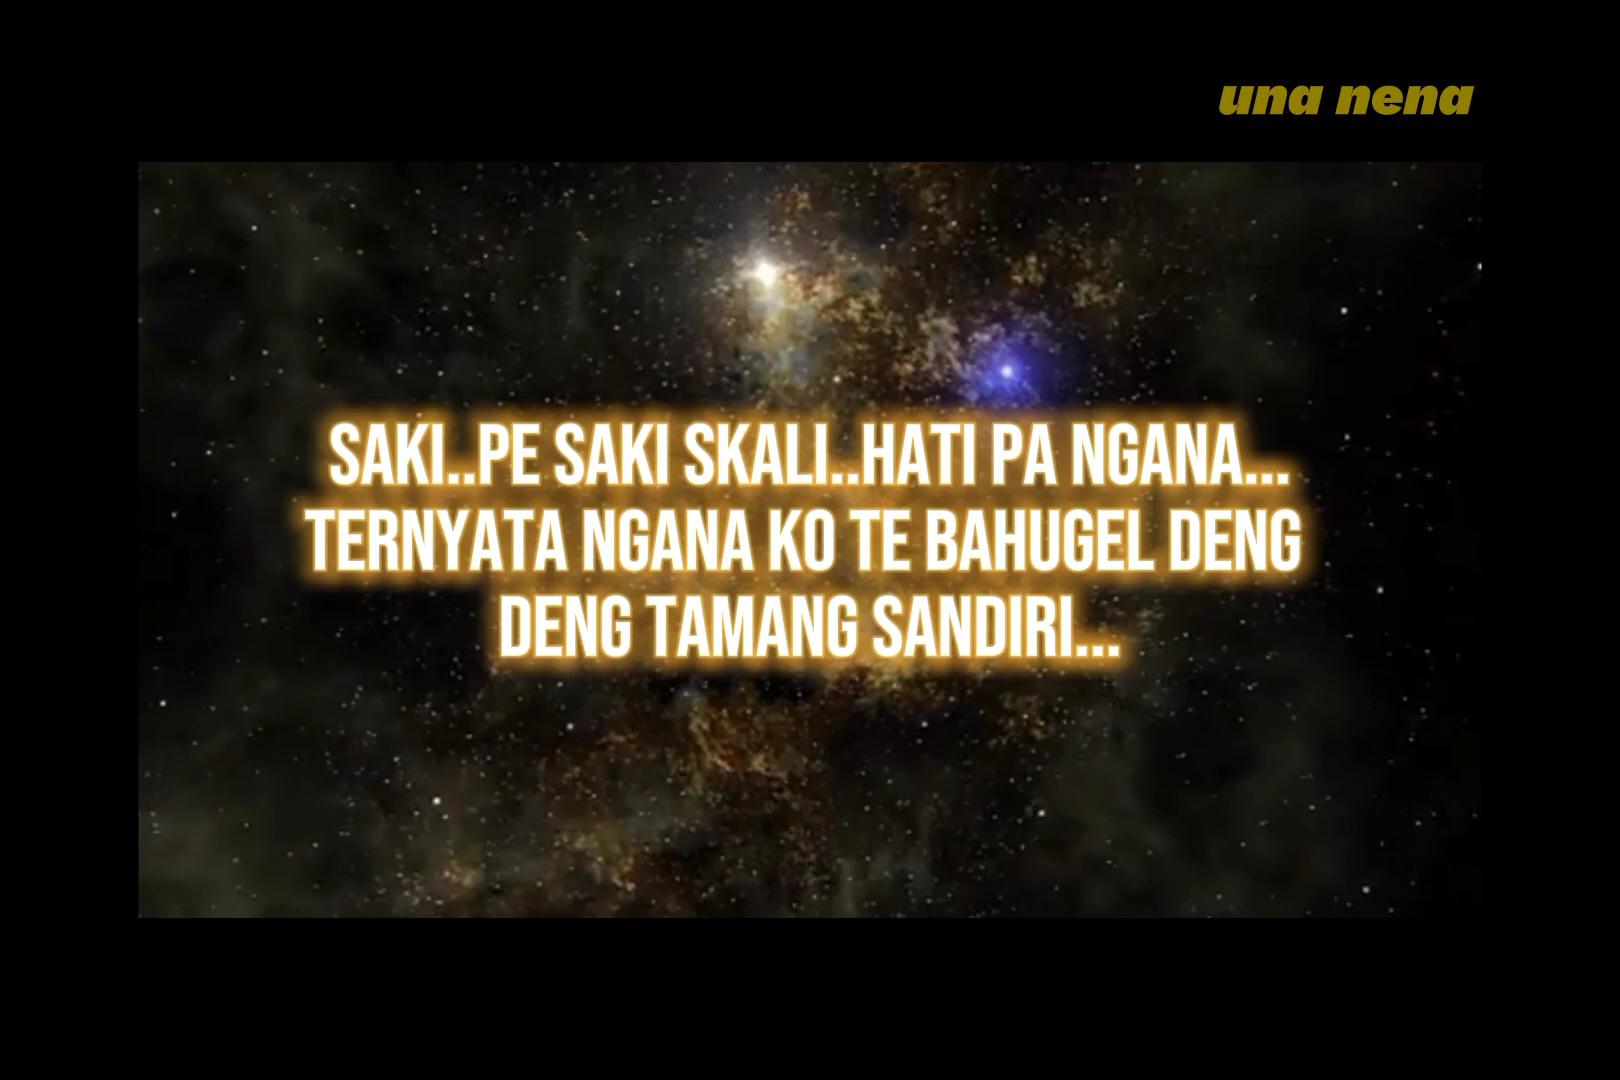 una nena
SAKI..PE SAKI SKALI..HATI PA NGANA...
TERNYATA NGANA KO TE BAHUGEL DENG
DENG TAMANG SANDIRI...